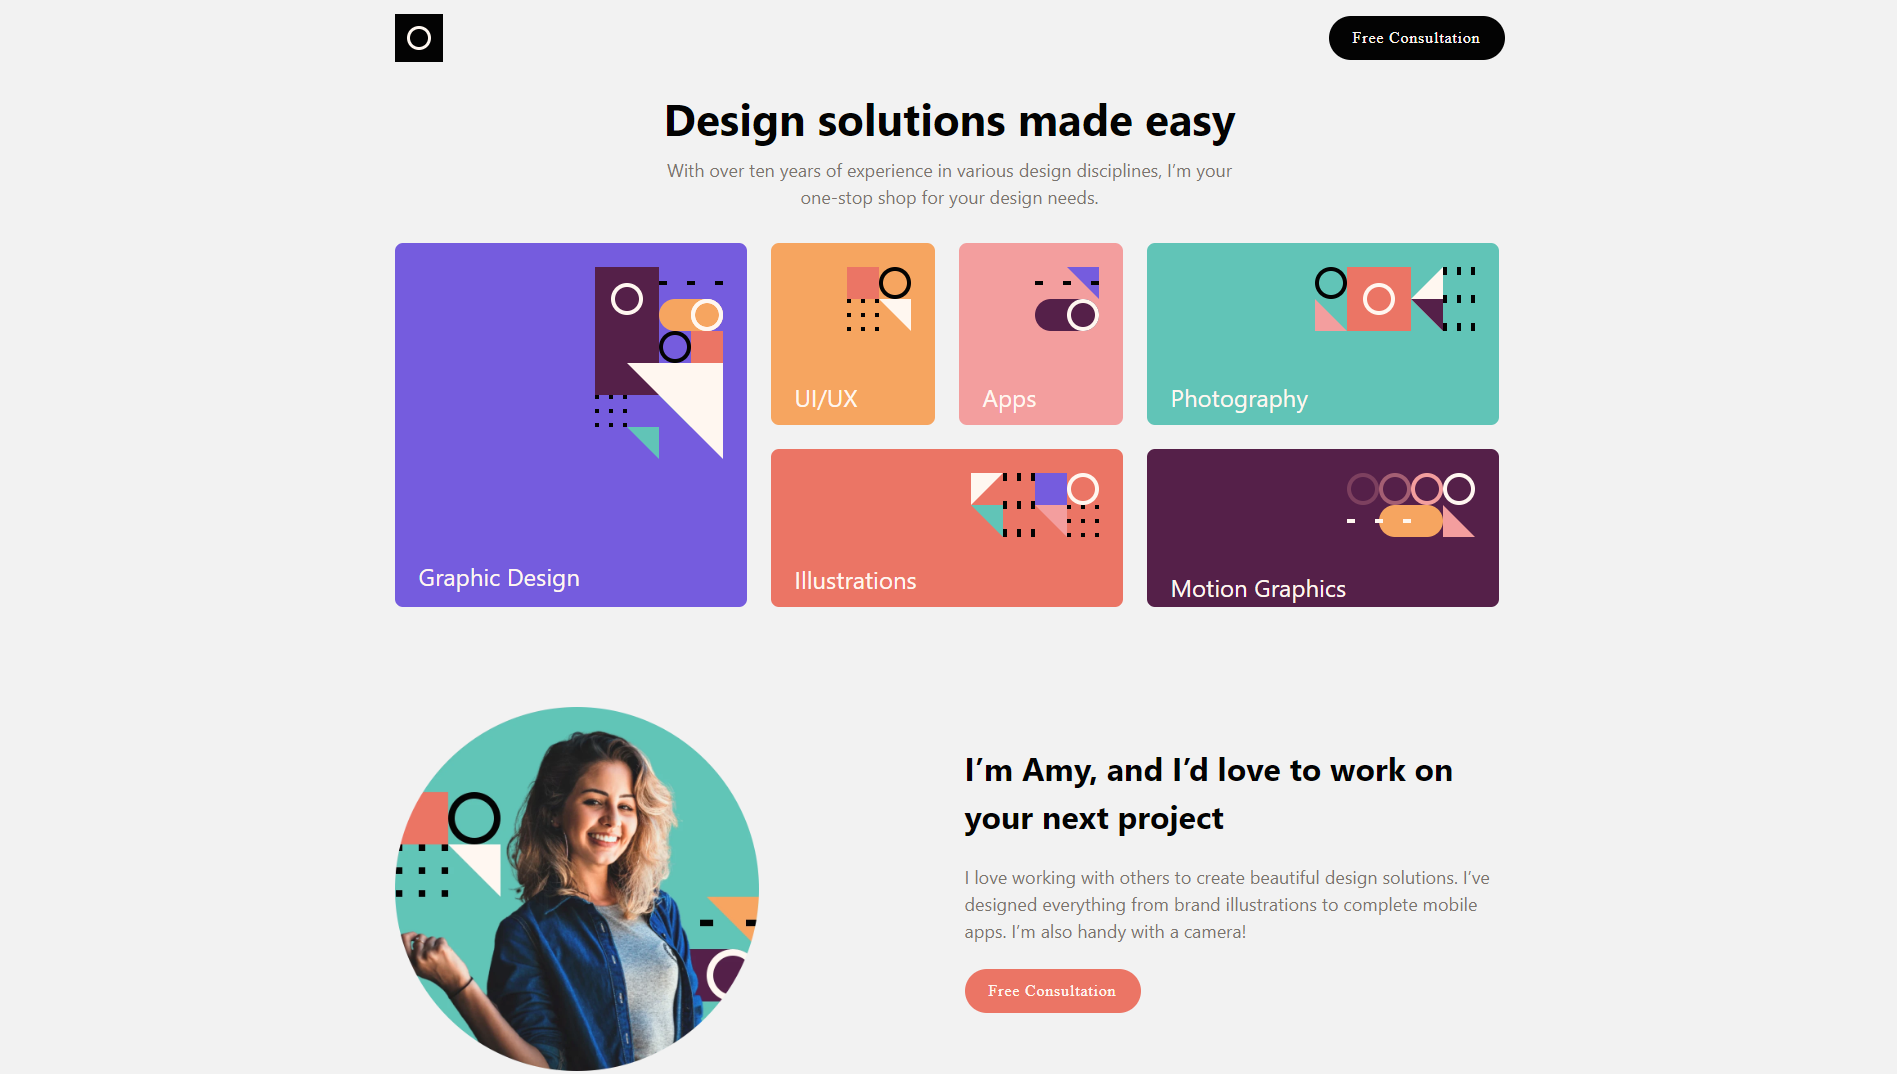 Free Consultation
Design solutions made easy
With over ten years of experience in various design disciplines, I’m your
one-stop shop for your design needs.
Graphic Design
UI/UX
Apps
Photography
Illustrations
Motion Graphics
I’m Amy, and I’d love to work on
your next project
I love working with others to create beautiful design solutions. I’ve
designed everything from brand illustrations to complete mobile
apps. I’m also handy with a camera!
Free Consultation